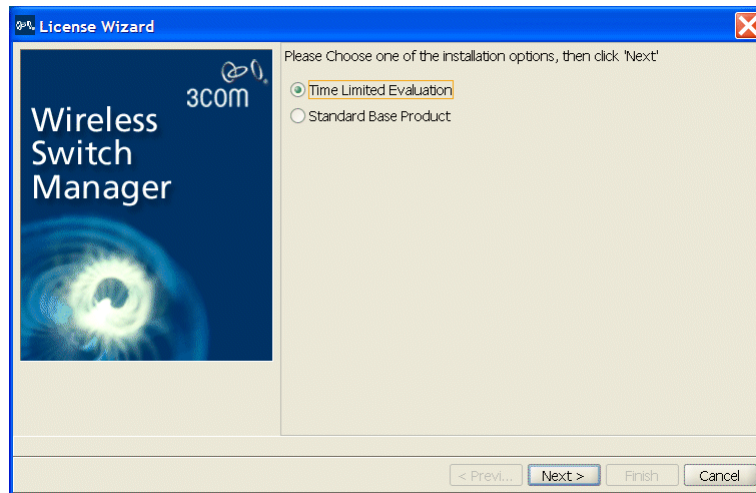 License Wizard
3COM
Wireless
Switch
Manager
Please Choose one of the installation options, then click 'Next'
Time Limited Evaluation
Standard Base Product
< Previ...
Next >
Finish
Cancel